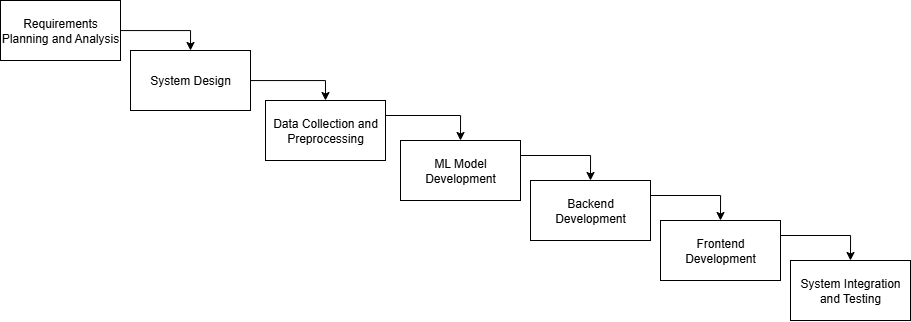 Requirements
Planning and Analysis
System Design
Data Collection and
Preprocessing
ML Model
Development
Backend
Development
Frontend
Development
System Integration
and Testing